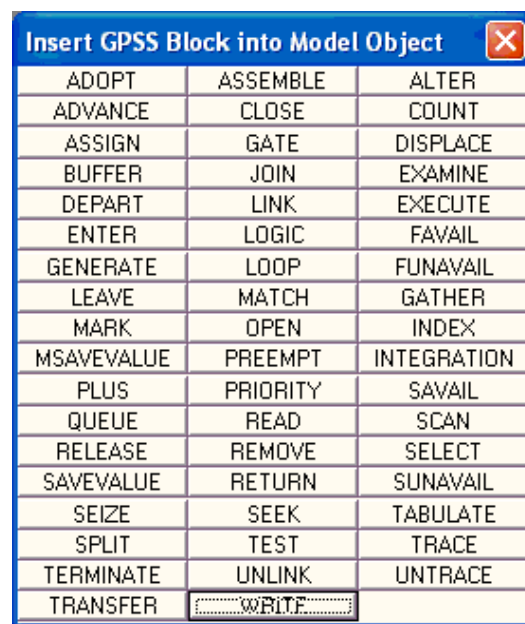 Insert GPSS Block into Model Object
ADOPT ASSEMBLE ALTER
ADVANCE CLOSE COUNT
ASSIGN GATE DISPLACE
BUFFER JOIN EXAMINE
DEPART LINK EXECUTE
ENTER LOGIC FAVAIL
GENERATE LOOP FUNAVAIL
LEAVE MATCH GATHER
MARK OPEN INDEX
MSAVEVALUE PREEMPT INTEGRATION
PLUS PRIORITY SAVAIL
QUEUE READ SCAN
RELEASE REMOVE SELECT
SAVEVALUE RETURN SUNAVAIL
SEIZE SEEK TABULATE
SPLIT TEST TRACE
TERMINATE UNLINK UNTRACE
TRANSFER WRITE